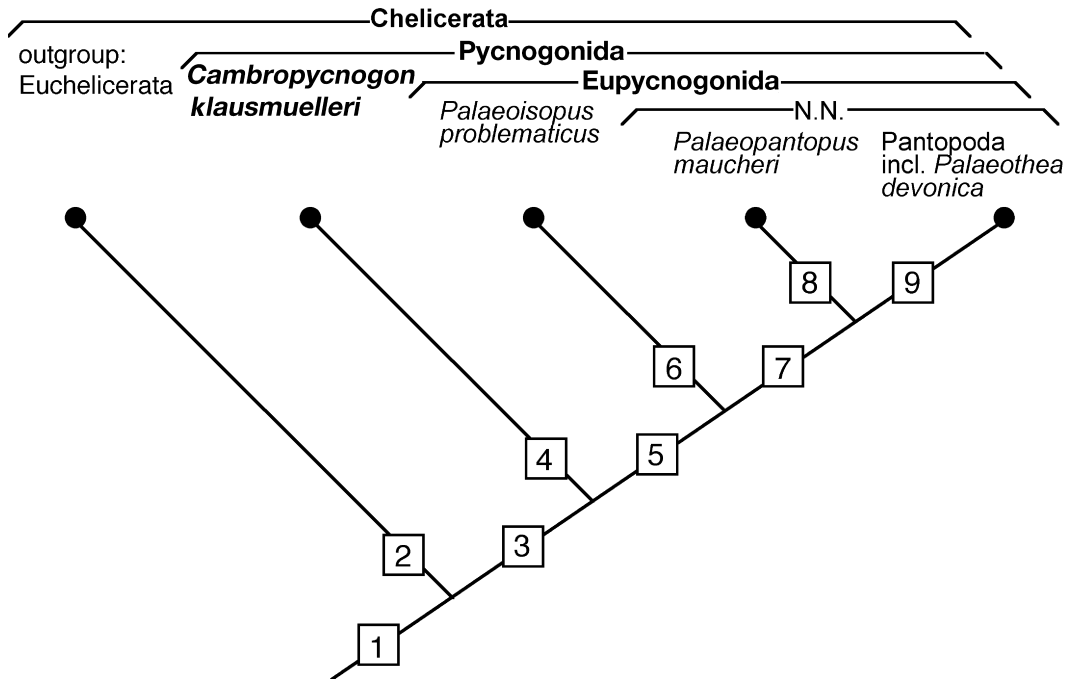 Chelicerata
outgroup:
Euchelicerata
Pycnogonida
Cambropycnogon
klausmuelleri
Eupycnogonida
Palaeoisopus
problematicus
N.N.
Palaeopantopus
maucheri
Pantopoda
incl. Palaeothea
devonica
8
9
6
7
4
5
2
3
1